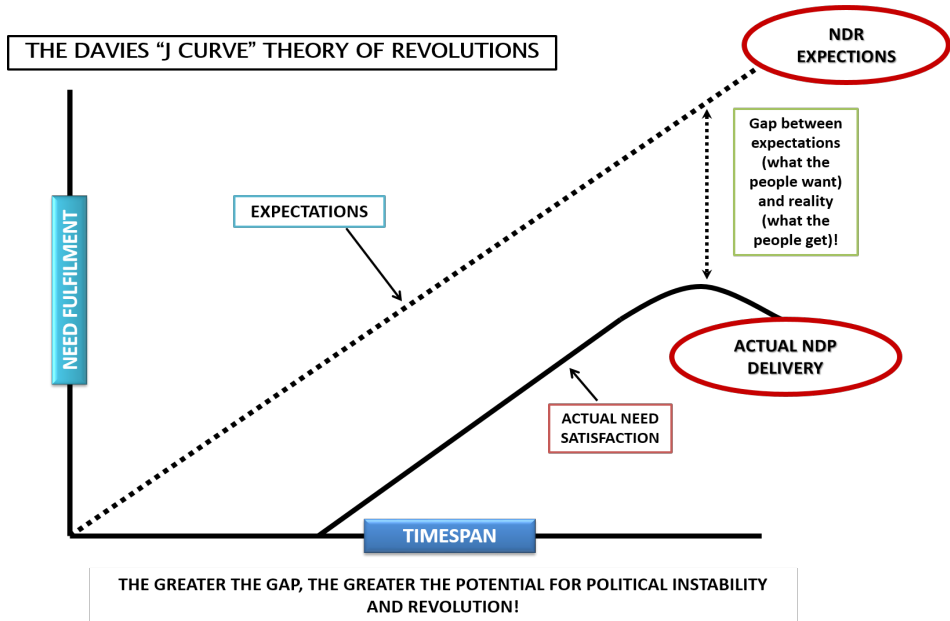 THE DAVIES “J CURVE” THEORY OF REVOLUTIONS
NDR
EXPECTIONS
Gap between
expectations
(what the
people want)
and reality
(what the
people get)!
EXPECTATIONS
NEED FULFILMENT
ACTUAL NDP
DELIVERY
ACTUAL NEED
SATISFACTION
TIMESPAN
THE GREATER THE GAP, THE GREATER THE POTENTIAL FOR POLITICAL INSTABILITY
AND REVOLUTION!